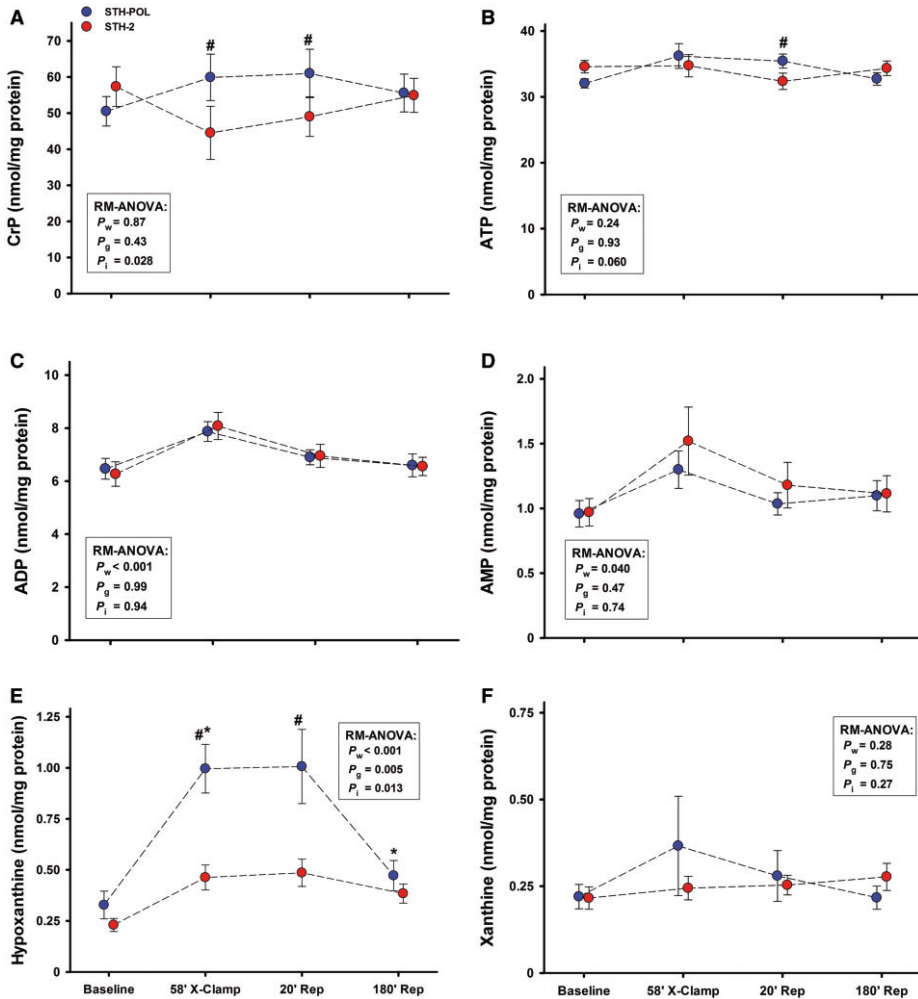 A
STH-POL
STH-2
CrP (nmol/mg protein)
70
60
50
40
30
20
10
0
#
#
RM-ANOVA:
Pw = 0.87
Pg = 0.43
Pi = 0.028
B
ATP (nmol/mg protein)
40
30
20
10
0
#
RM-ANOVA:
Pw = 0.24
Pg = 0.93
Pi = 0.060
C
ADP (nmol/mg protein)
10
8
6
4
2
0
RM-ANOVA:
Pw < 0.001
Pg = 0.99
Pi = 0.94
D
AMP (nmol/mg protein)
2.0
1.5
1.0
0.5
0.0
RM-ANOVA:
Pw = 0.040
Pg = 0.47
Pi = 0.74
E
Hypoxanthine (nmol/mg protein)
1.25
1.00
0.75
0.50
0.25
0.00
#*
#
*
RM-ANOVA:
Pw < 0.001
Pg = 0.005
Pi = 0.013
Baseline 58' X-Clamp 20' Rep 180' Rep
F
Xanthine (nmol/mg protein)
0.75
0.50
0.25
0.00
RM-ANOVA:
Pw = 0.28
Pg = 0.75
Pi = 0.27
Baseline 58' X-Clamp 20' Rep 180' Rep